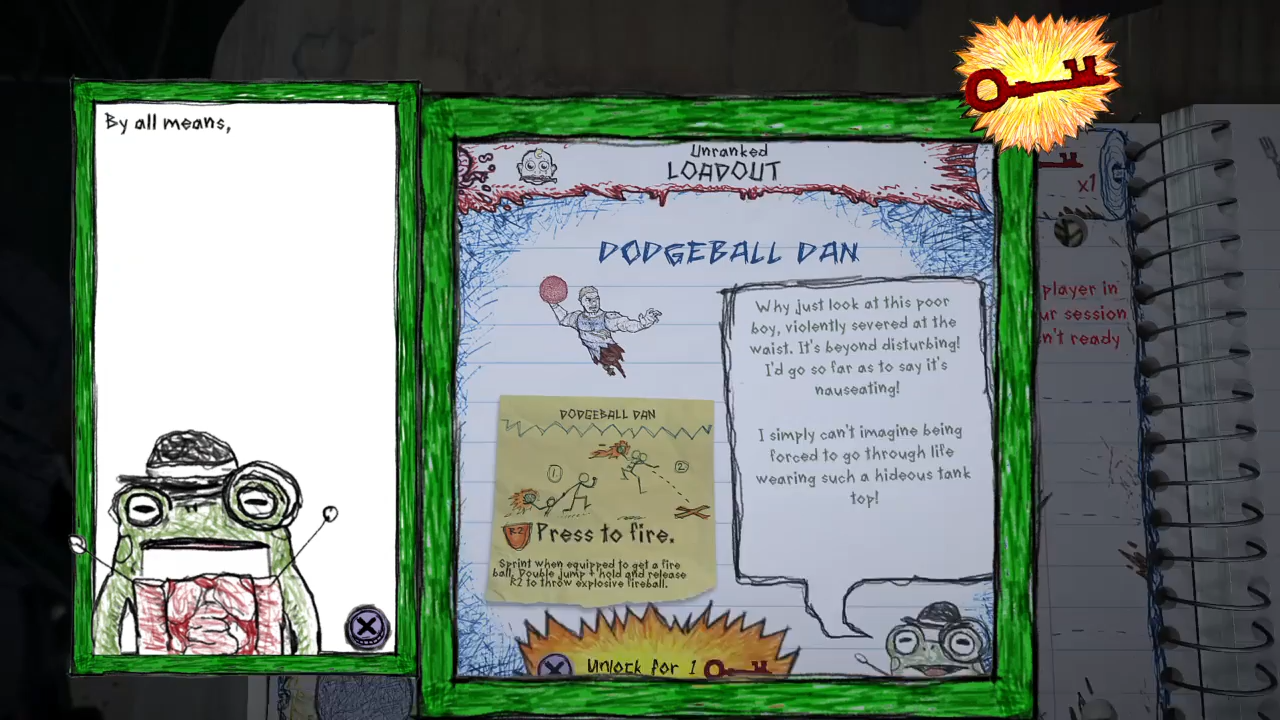 By all means,
Unranked
LOADOUT
x1
DODGEBALL DAN
player in
ur session
n't ready
Why just look at this poor
boy, violently severed at the
waist. It's beyond disturbing!
I'd go so far as to say it's
nauseating!
I simply can't imagine being
forced to go through life
wearing such a hideous tank
top!
DODGEBALL DAN
1
2
R2 Press to fire.
Sprint when equipped to get a fire
ball. Double jump + hold and release
R2 to throw explosive fireball.
Unlock for 1